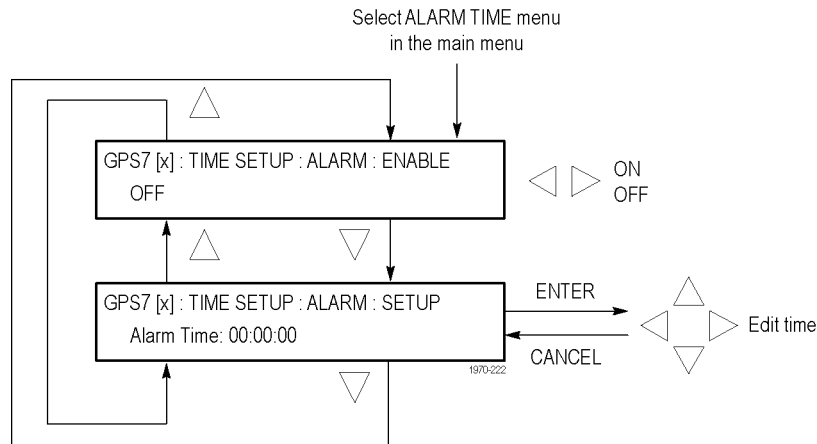 Select ALARM TIME menu
in the main menu
GPS7 [x] : TIME SETUP : ALARM : ENABLE
OFF
ON
OFF
GPS7 [x] : TIME SETUP : ALARM : SETUP
Alarm Time: 00:00:00
ENTER
CANCEL
Edit time
1970-222